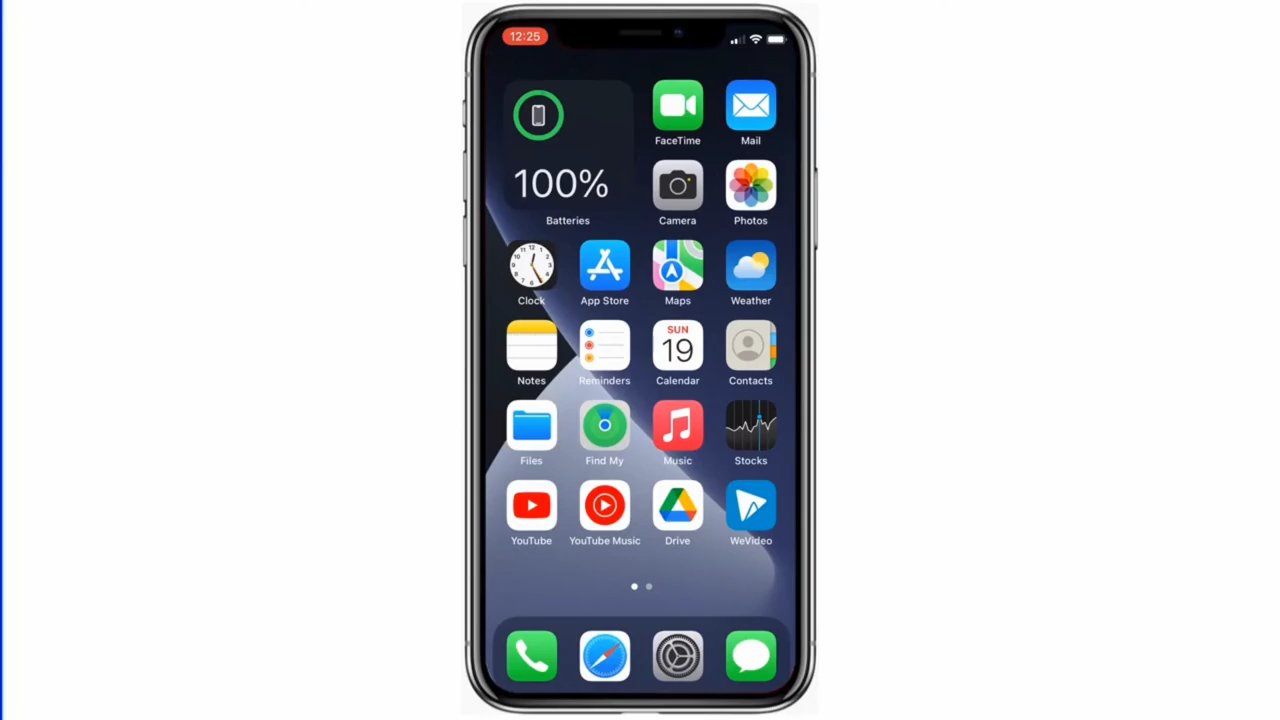 12:25
FaceTime Mail
100%
Batteries Camera Photos
Clock App Store Maps Weather
SUN
19
Notes Reminders Calendar Contacts
Files Find My Music Stocks
YouTube YouTube Music Drive WeVideo